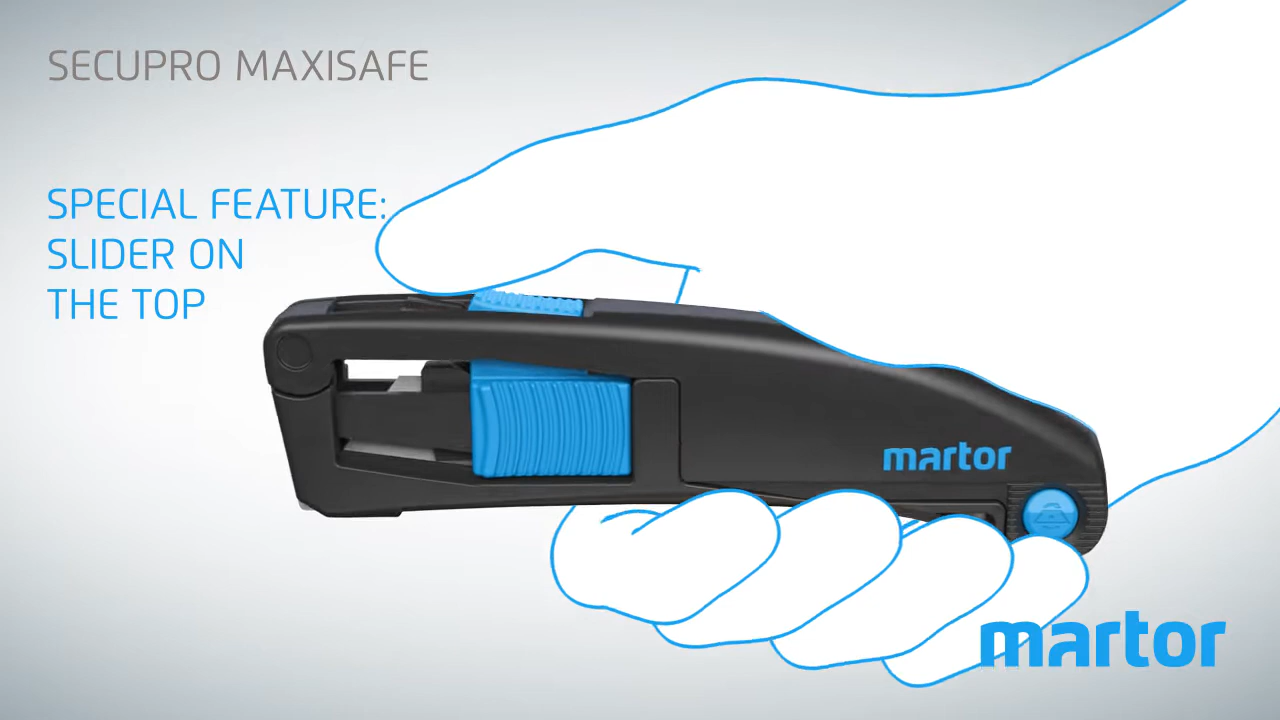 SECUPRO MAXISAFE
SPECIAL FEATURE:
SLIDER ON
THE TOP
martor
martor